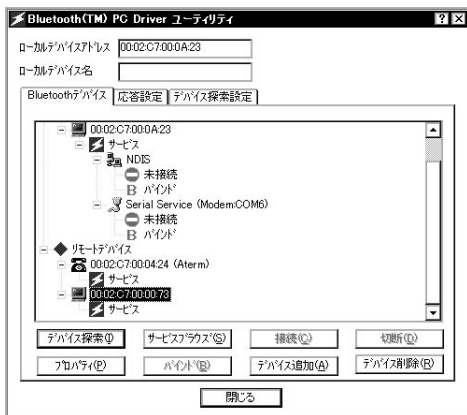 Bluetooth(TM) PC Driver ユーティリティ
ローカルデバイスアドレス 00:02:C7:00:0A:23
ローカルデバイス名
Bluetoothデバイス 応答設定 デバイス探索設定
00:02:C7:00:0A:23
サービス
NDIS
未接続
B バインド
Serial Service (Modem:COM6)
未接続
B バインド
リモートデバイス
00:02:C7:00:04:24 (Aterm)
サービス
00:02:C7:00:00:73
サービス
デバイス探索(I) サービスブラウズ(S) 接続(C) 切断(D)
プロパティ(P) バインド(B) デバイス追加(A) デバイス削除(R)
閉じる